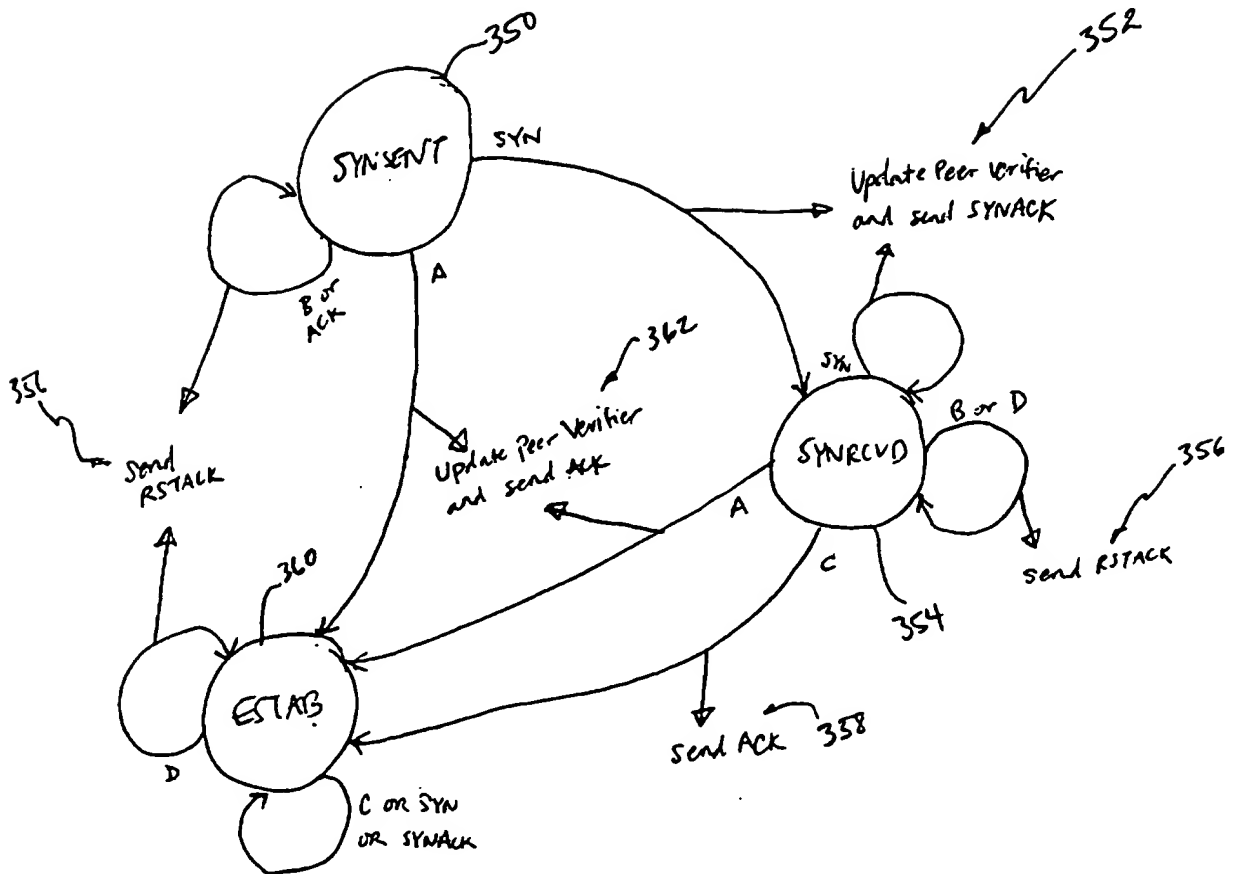 350
352
SYNSENT
SYN
Update Peer Verifier
and send SYNACK
A
B or
ACK
362
SYN
B or D
356
Update Peer Verifier
and send ACK
SYNRCVD
356
send
RSTACK
A
C
send RSTACK
360
354
ESTAB
send ACK
358
D
C OR SYN
OR SYNACK